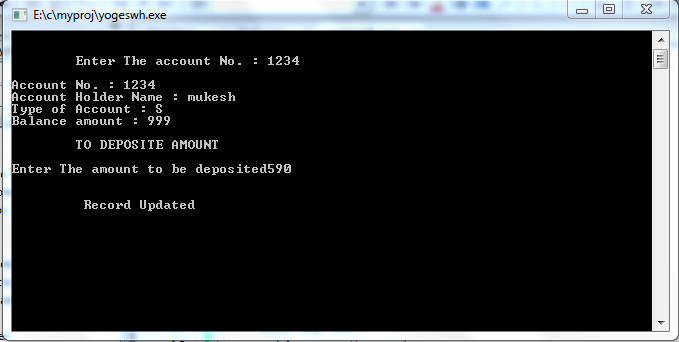 E:\c\myproj\yogeswh.exe
Enter The account No. : 1234
Account No. : 1234
Account Holder Name : mukesh
Type of Account : S
Balance amount : 999
TO DEPOSITE AMOUNT
Enter The amount to be deposited590
Record Updated